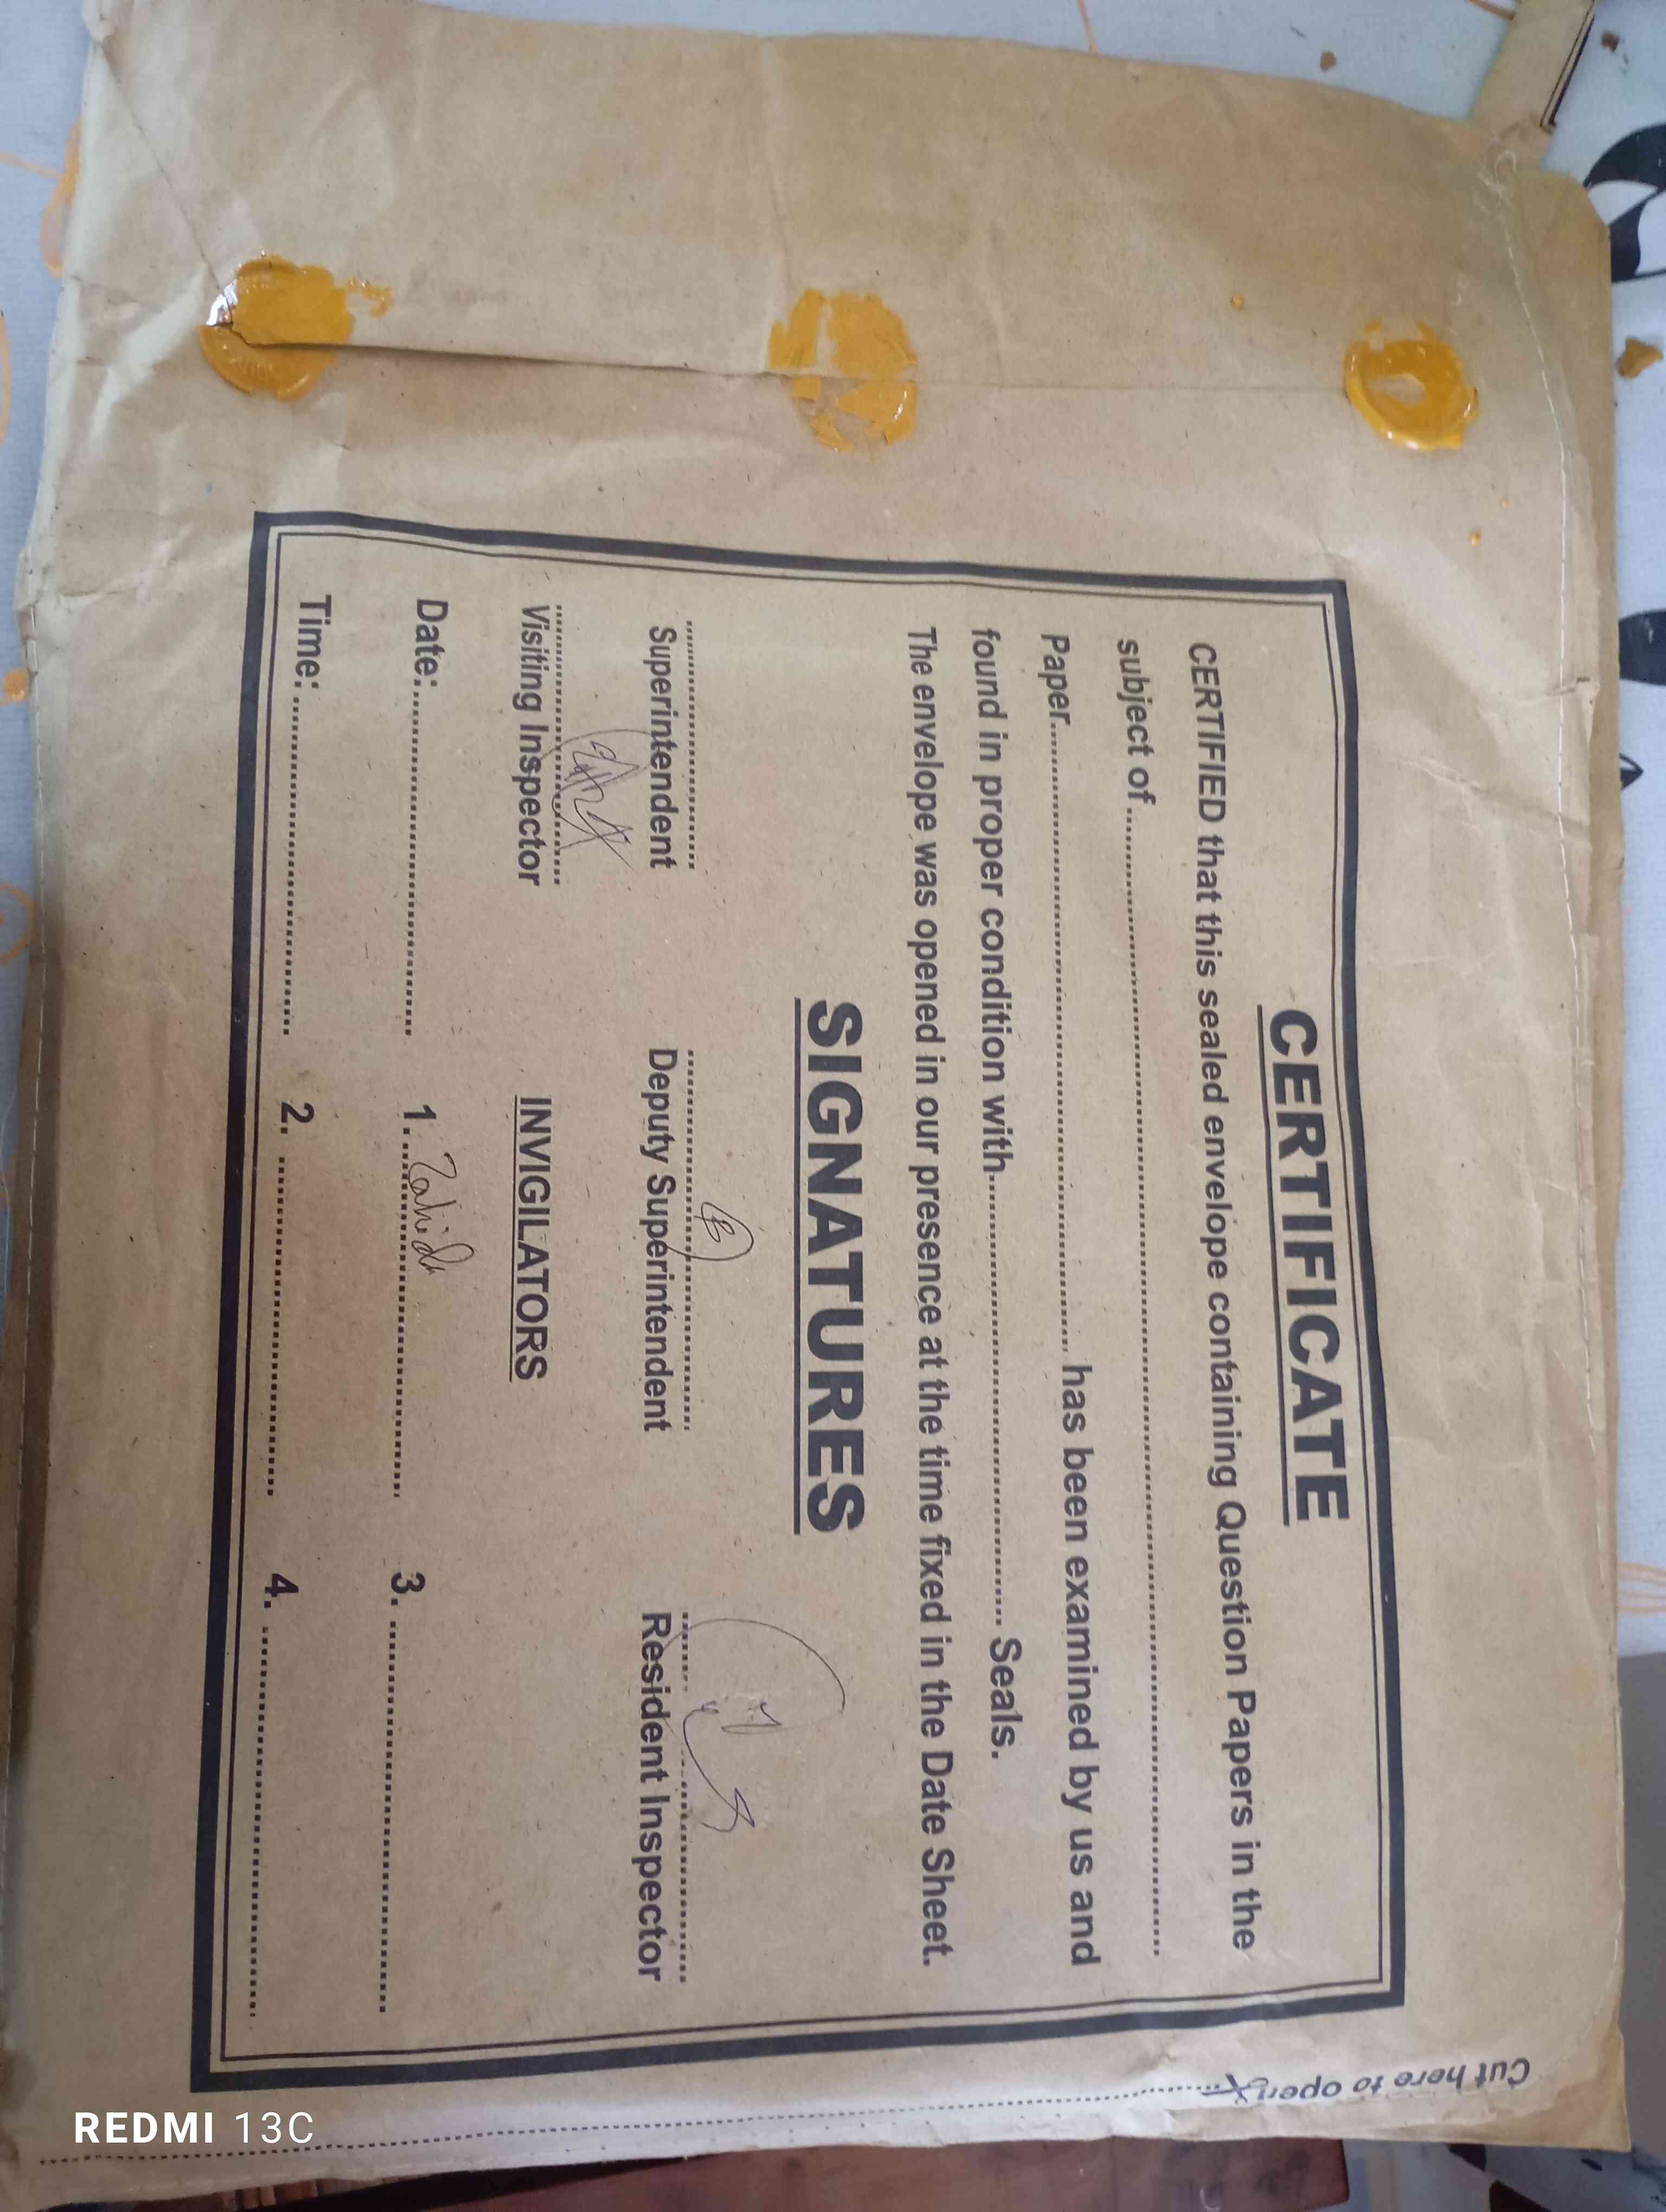 CERTIFICATE
CERTIFIED that this sealed envelope containing Question Papers in the
subject of ................................................................
Paper.................................................... has been examined by us and
found in proper condition with..................................... Seals.
The envelope was opened in our presence at the time fixed in the Date Sheet.
SIGNATURES
Superintendent Deputy Superintendent Resident Inspector
Visiting Inspector INVIGILATORS
Date:.............................. 1. Zahid 3. ..............................
Time:.............................. 2. .............................. 4. ..............................
Cut here to open
REDMI 13C